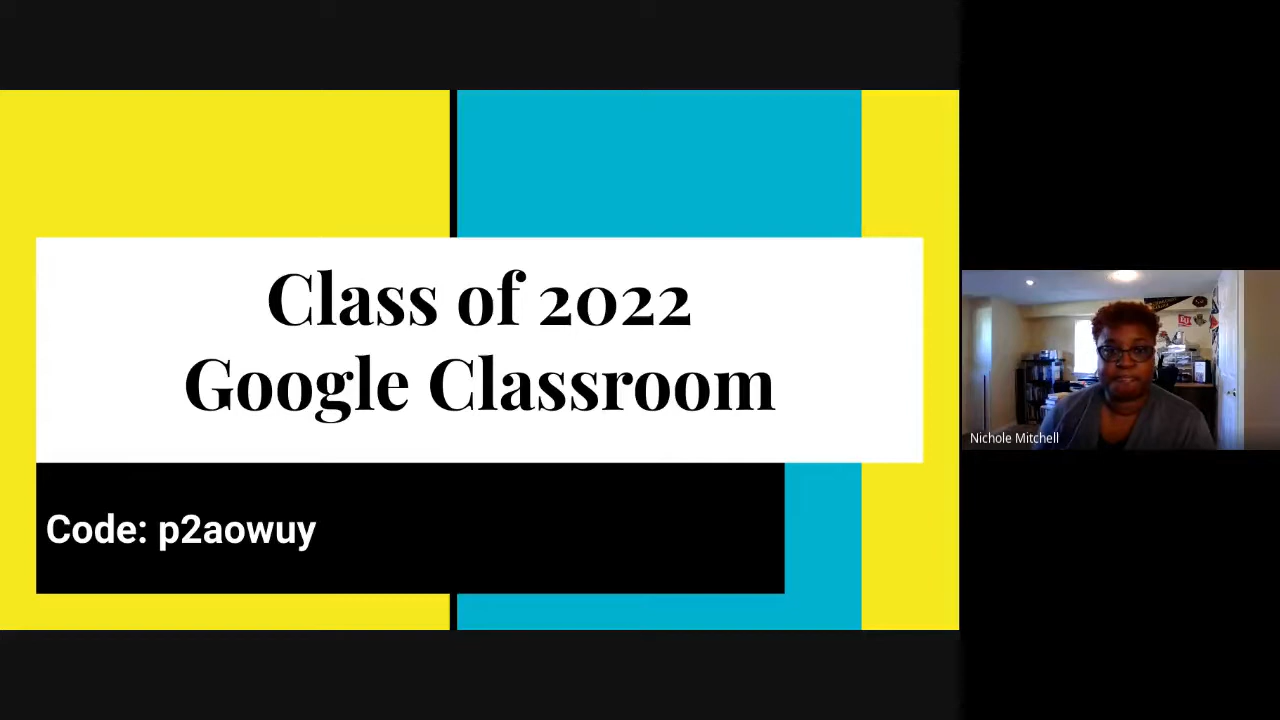 Class of 2022
Google Classroom
Code: p2aowuy
Nichole Mitchell